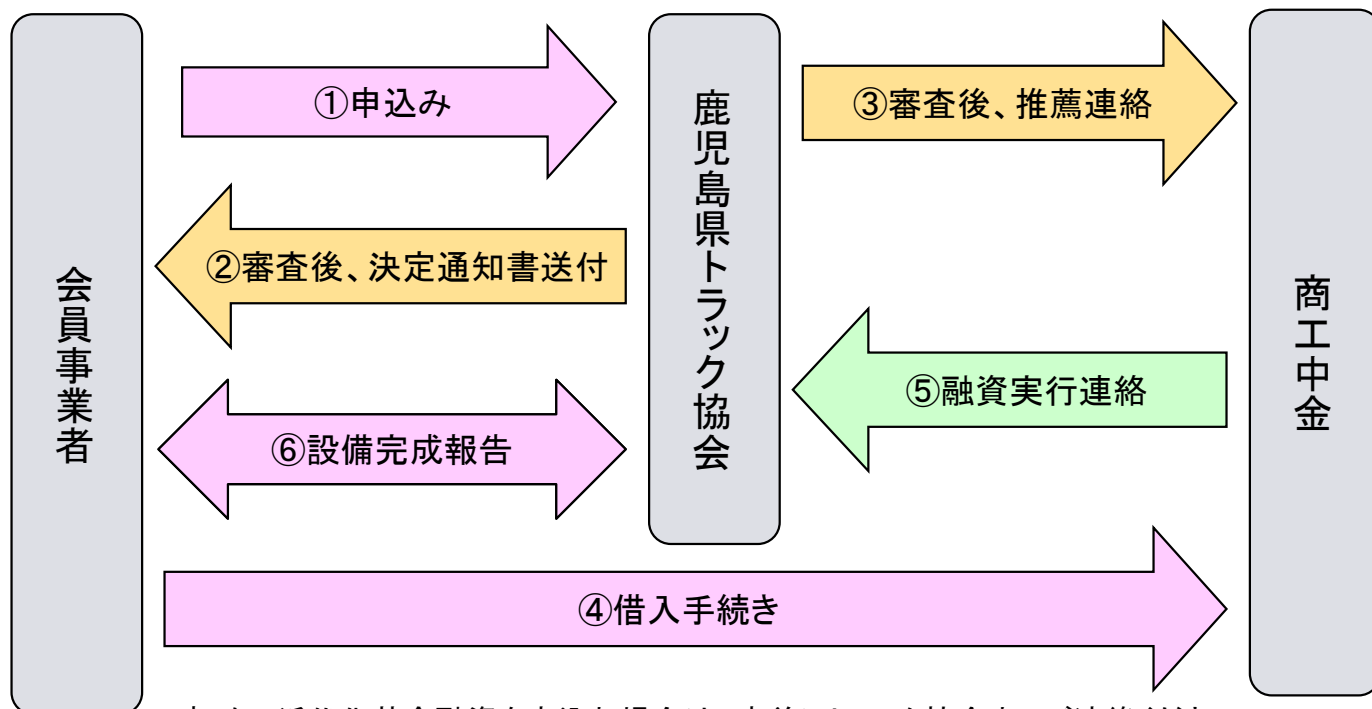 会員事業者
鹿児島県トラック協会
商工中金
①申込み
③審査後、推薦連絡
②審査後、決定通知書送付
⑤融資実行連絡
⑥設備完成報告
④借入手続き